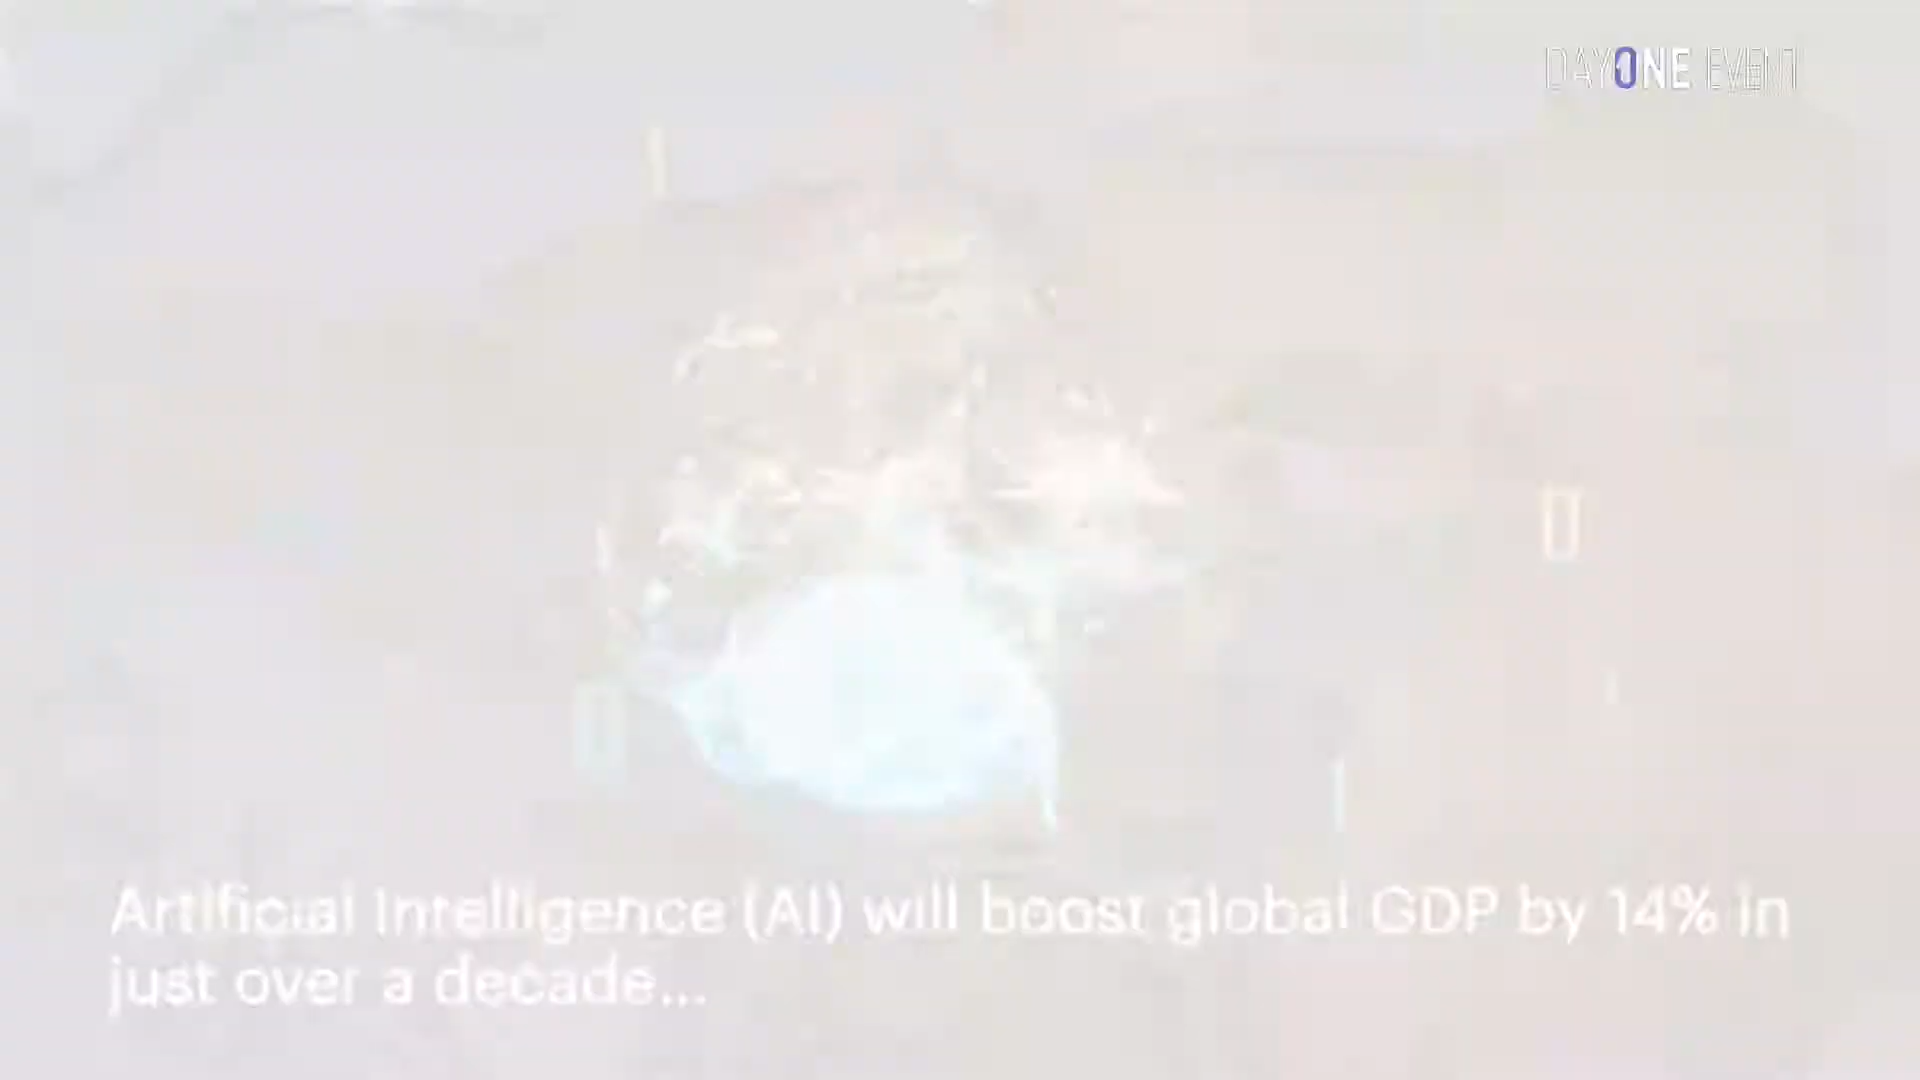 DAYONE EVENT
Artificial Intelligence (AI) will boost global GDP by 14% in
just over a decade...